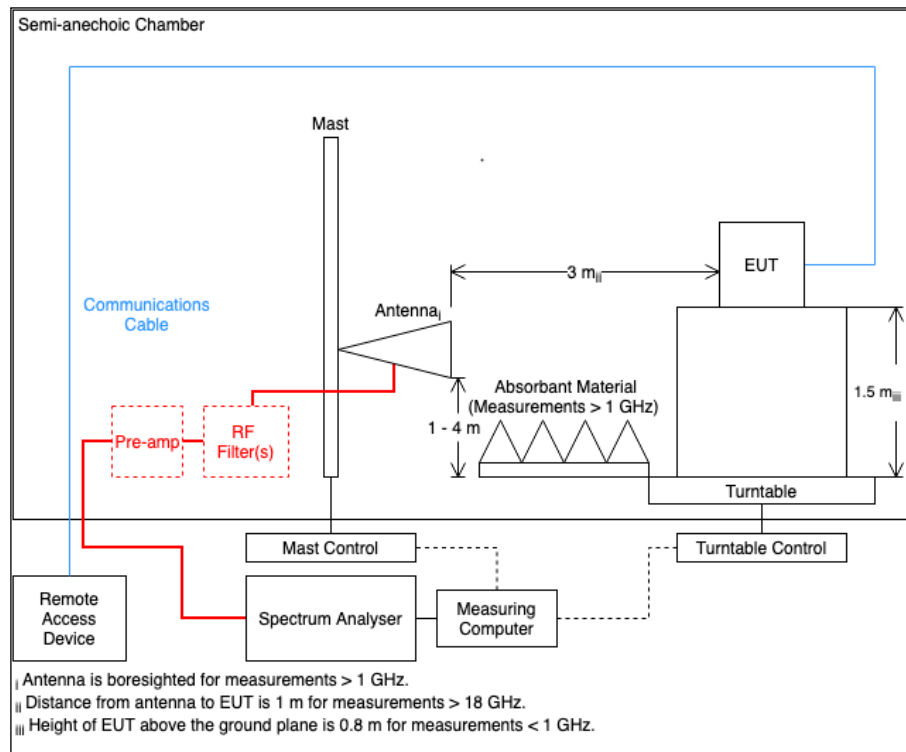 Semi-anechoic Chamber
Mast
EUT
3 mii
Communications
Cable
Antennai
Absorbant Material
(Measurements > 1 GHz)
1.5 miii
1 - 4 m
Pre-amp
RF
Filter(s)
Turntable
Mast Control
Turntable Control
Remote
Access
Device
Spectrum Analyser
Measuring
Computer
i Antenna is boresighted for measurements > 1 GHz.
ii Distance from antenna to EUT is 1 m for measurements > 18 GHz.
iii Height of EUT above the ground plane is 0.8 m for measurements < 1 GHz.